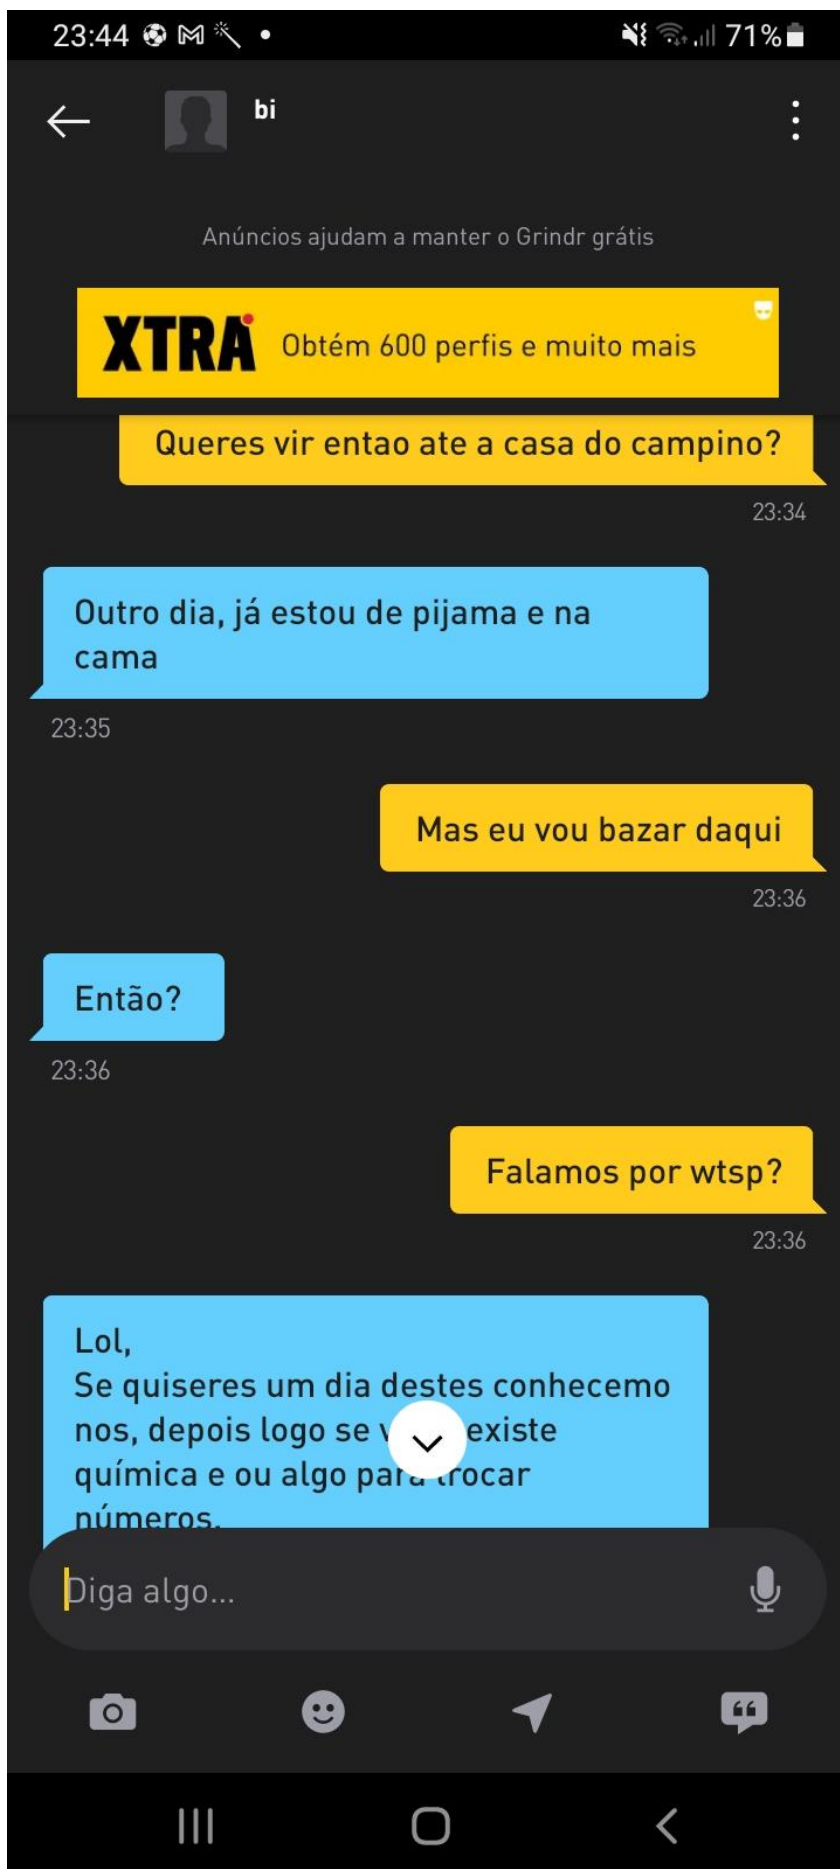 23:44
71%
bi
Anúncios ajudam a manter o Grindr grátis
XTRA Obtém 600 perfis e muito mais
Queres vir entao ate a casa do campino?
23:34
Outro dia, já estou de pijama e na
cama
23:35
Mas eu vou bazar daqui
23:36
Então?
23:36
Falamos por wtsp?
23:36
Lol,
Se quiseres um dia destes conhecemo
nos, depois logo se existe
química e ou algo para trocar
números.
Diga algo...